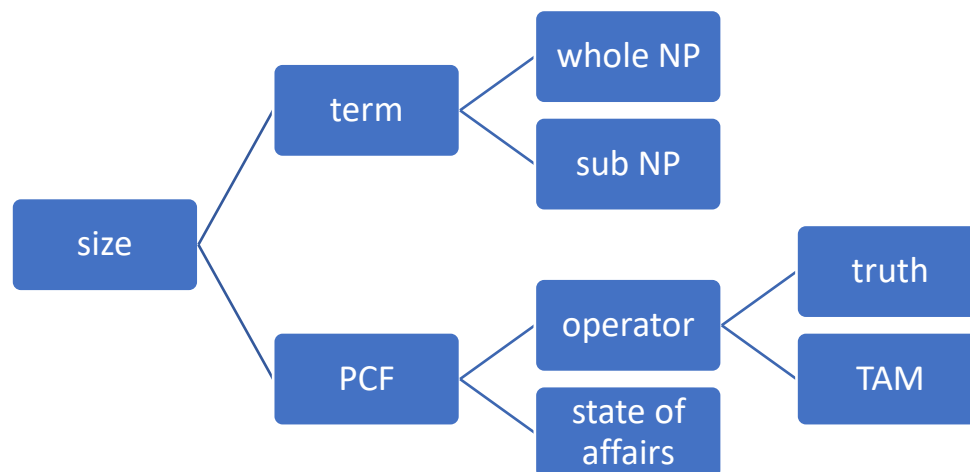 size
term
whole NP
sub NP
PCF
operator
truth
TAM
state of
affairs